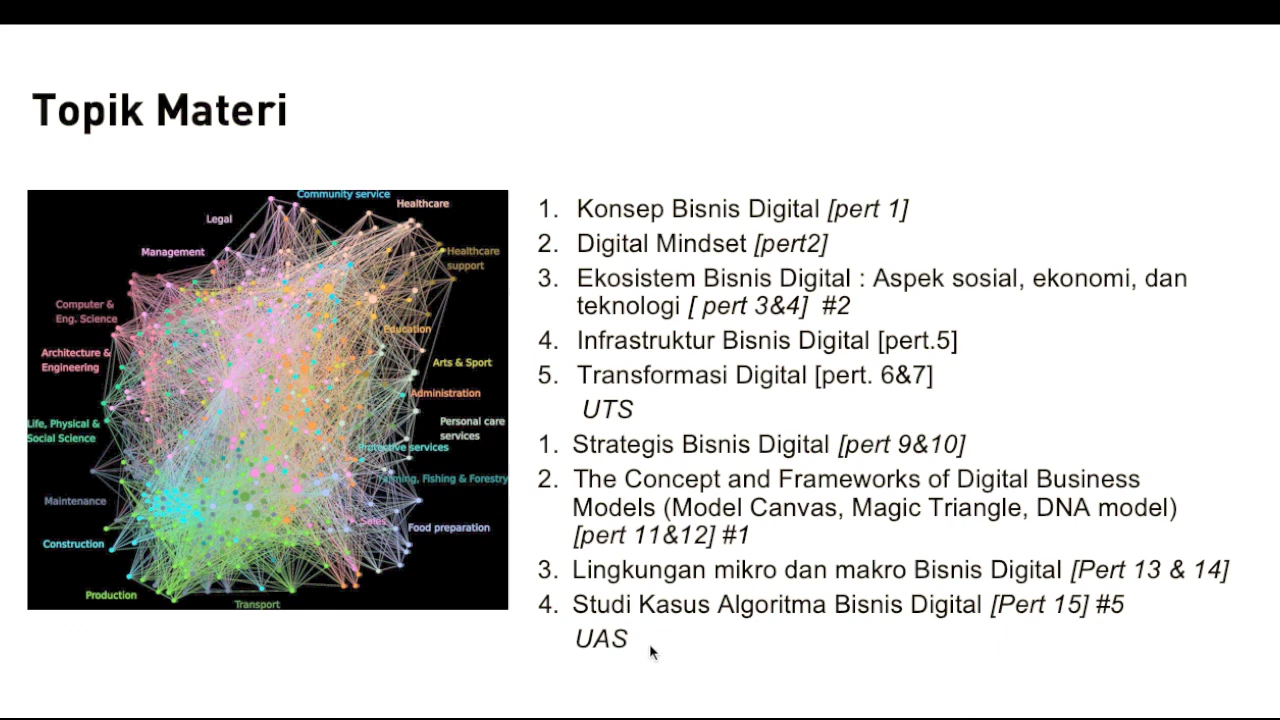 Topik Materi
Community service
Healthcare
Legal
Management
Healthcare
support
Computer &
Eng. Science
Education
Architecture &
Engineering
Arts & Sport
Administration
Life, Physical &
Social Science
Personal care
services
Protective services
Farming, Fishing & Forestry
Maintenance
Sales
Food preparation
Construction
Production
Transport
1. Konsep Bisnis Digital [pert 1]
2. Digital Mindset [pert2]
3. Ekosistem Bisnis Digital : Aspek sosial, ekonomi, dan
teknologi [ pert 3&4] #2
4. Infrastruktur Bisnis Digital [pert.5]
5. Transformasi Digital [pert. 6&7]
UTS
1. Strategis Bisnis Digital [pert 9&10]
2. The Concept and Frameworks of Digital Business
Models (Model Canvas, Magic Triangle, DNA model)
[pert 11&12] #1
3. Lingkungan mikro dan makro Bisnis Digital [Pert 13 & 14]
4. Studi Kasus Algoritma Bisnis Digital [Pert 15] #5
UAS